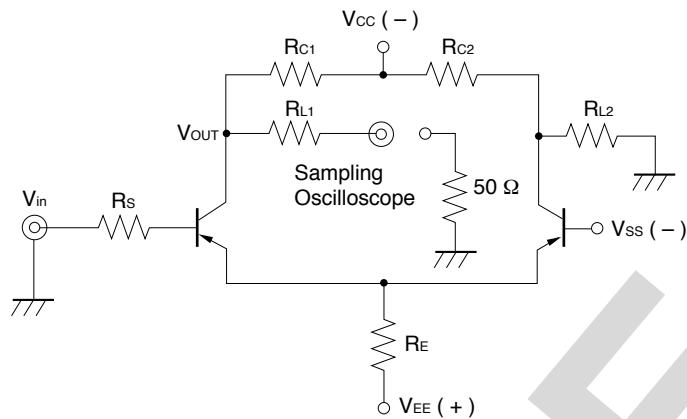 VCC (−)
RC1
RC2
RL1
RL2
VOUT
Sampling
Oscilloscope
50 Ω
Vin
RS
VSS (−)
RE
VEE (+)